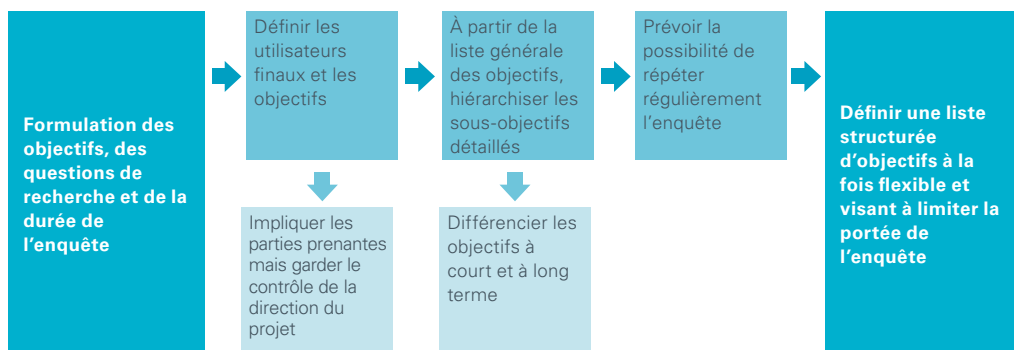 Formulation des
objectifs, des
questions de
recherche et de la
durée de
l'enquête
Définir les
utilisateurs
finaux et les
objectifs
Impliquer les
parties prenantes
mais garder le
contrôle de la
direction du
projet
À partir de la
liste générale
des objectifs,
hiérarchiser les
sous-objectifs
détaillés
Différencier les
objectifs à
court et à long
terme
Prévoir la
possibilité de
répéter
régulièrement
l'enquête
Définir une liste
structurée
d'objectifs à la
fois flexible et
visant à limiter la
portée de
l'enquête